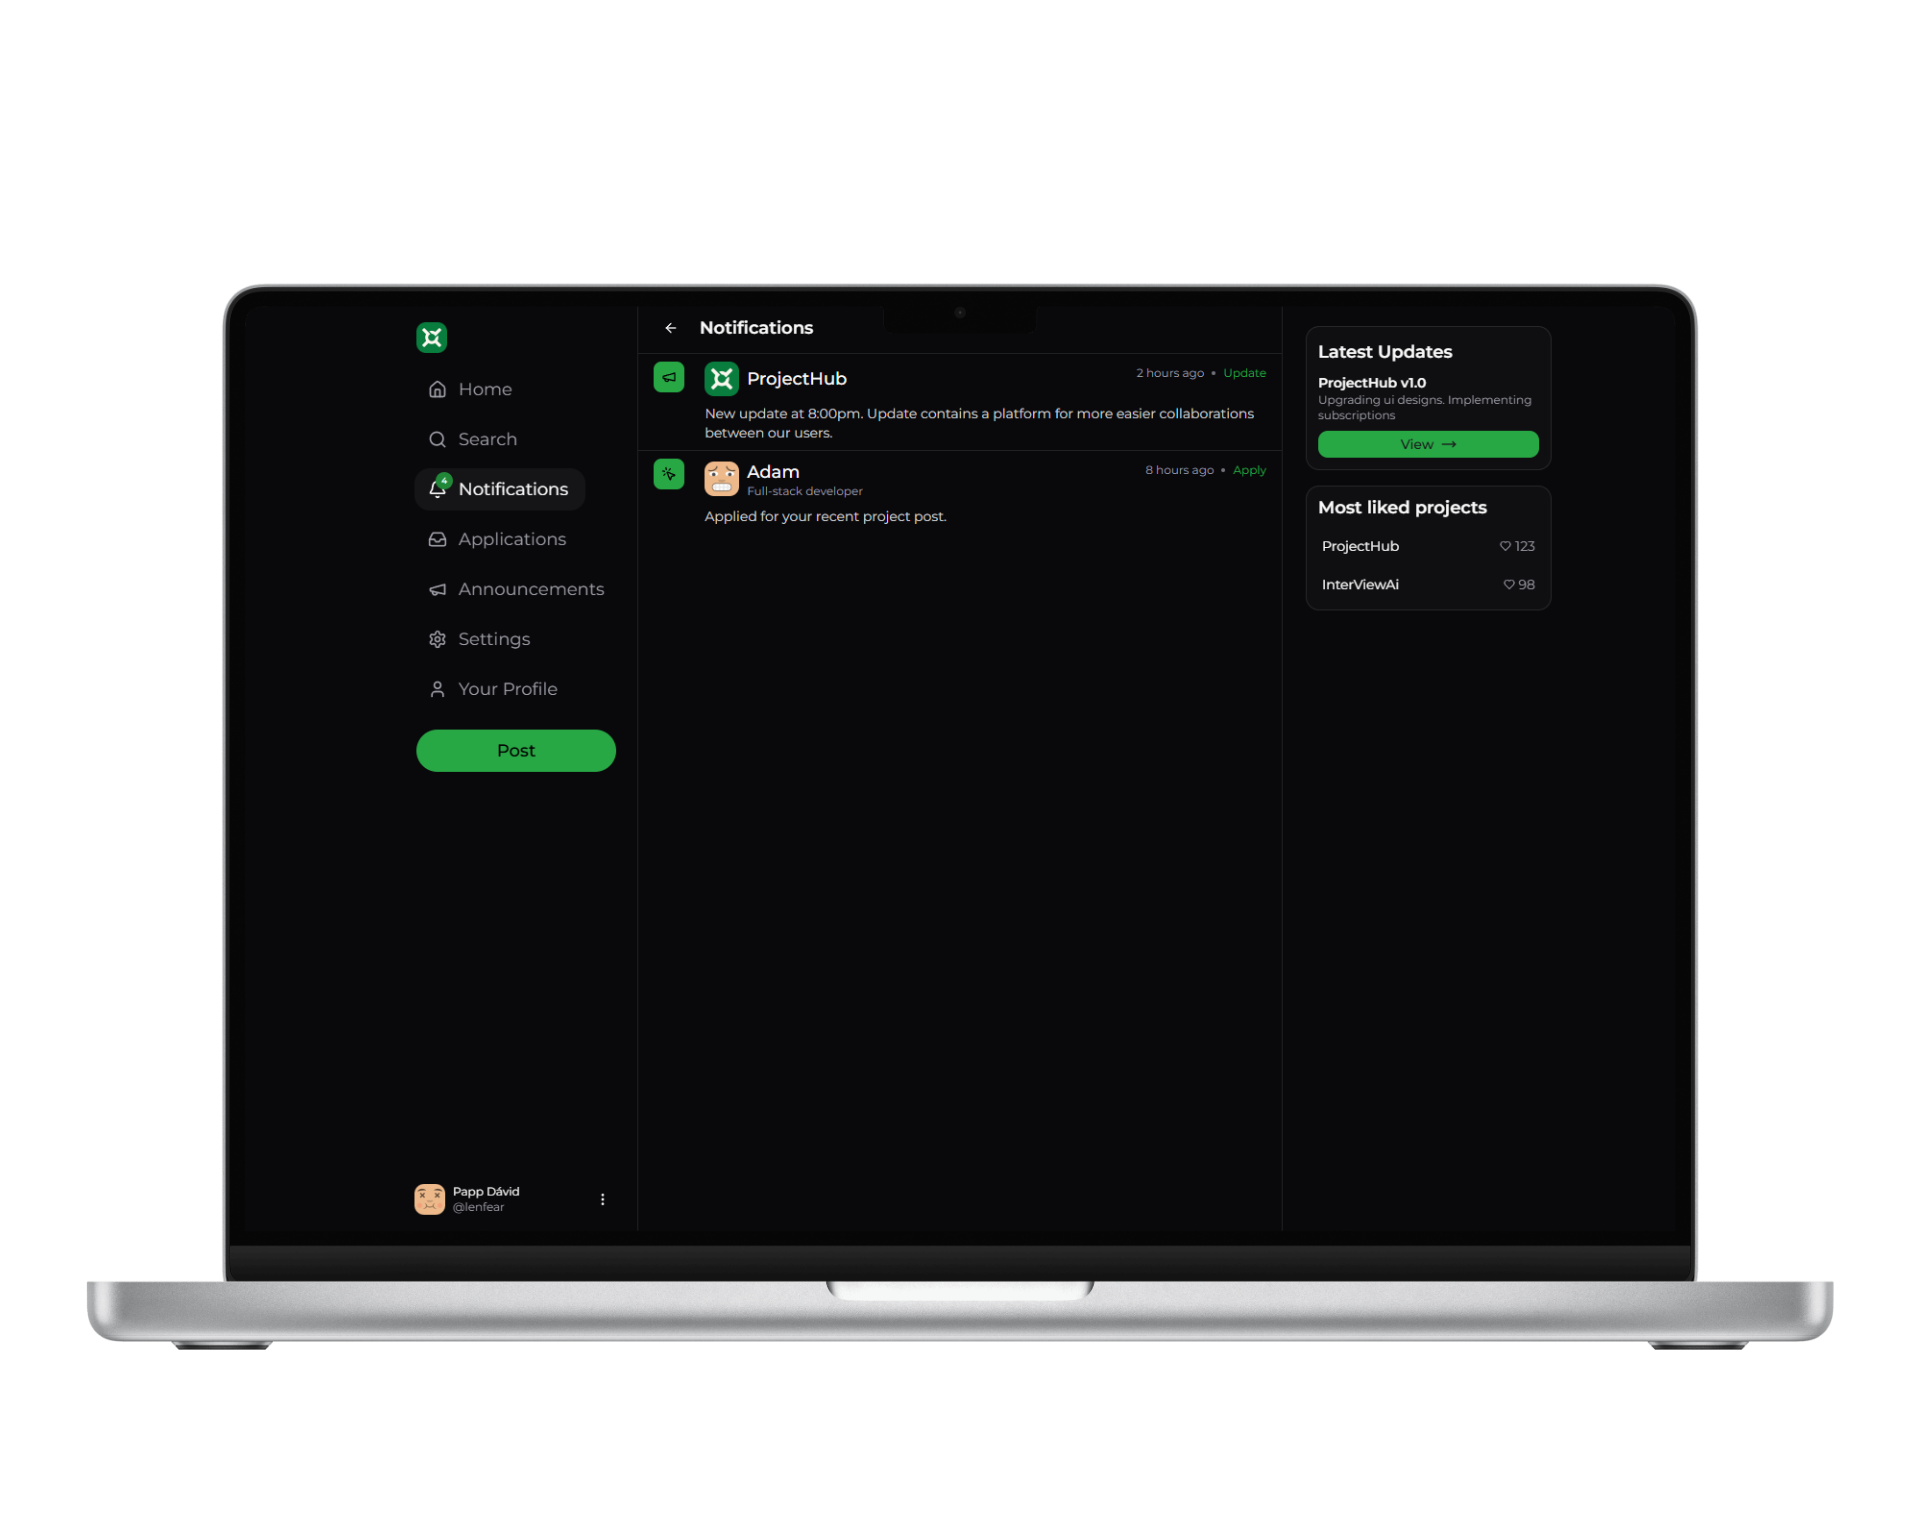 Home
Search
4
Notifications
Applications
Announcements
Settings
Your Profile
Post
Papp Dávid
@lenfear
Notifications
ProjectHub
2 hours ago • Update
New update at 8:00pm. Update contains a platform for more easier collaborations
between our users.
Adam
Full-stack developer
8 hours ago • Apply
Applied for your recent project post.
Latest Updates
ProjectHub v1.0
Upgrading ui designs. Implementing
subscriptions
View →
Most liked projects
ProjectHub
123
InterViewAi
98